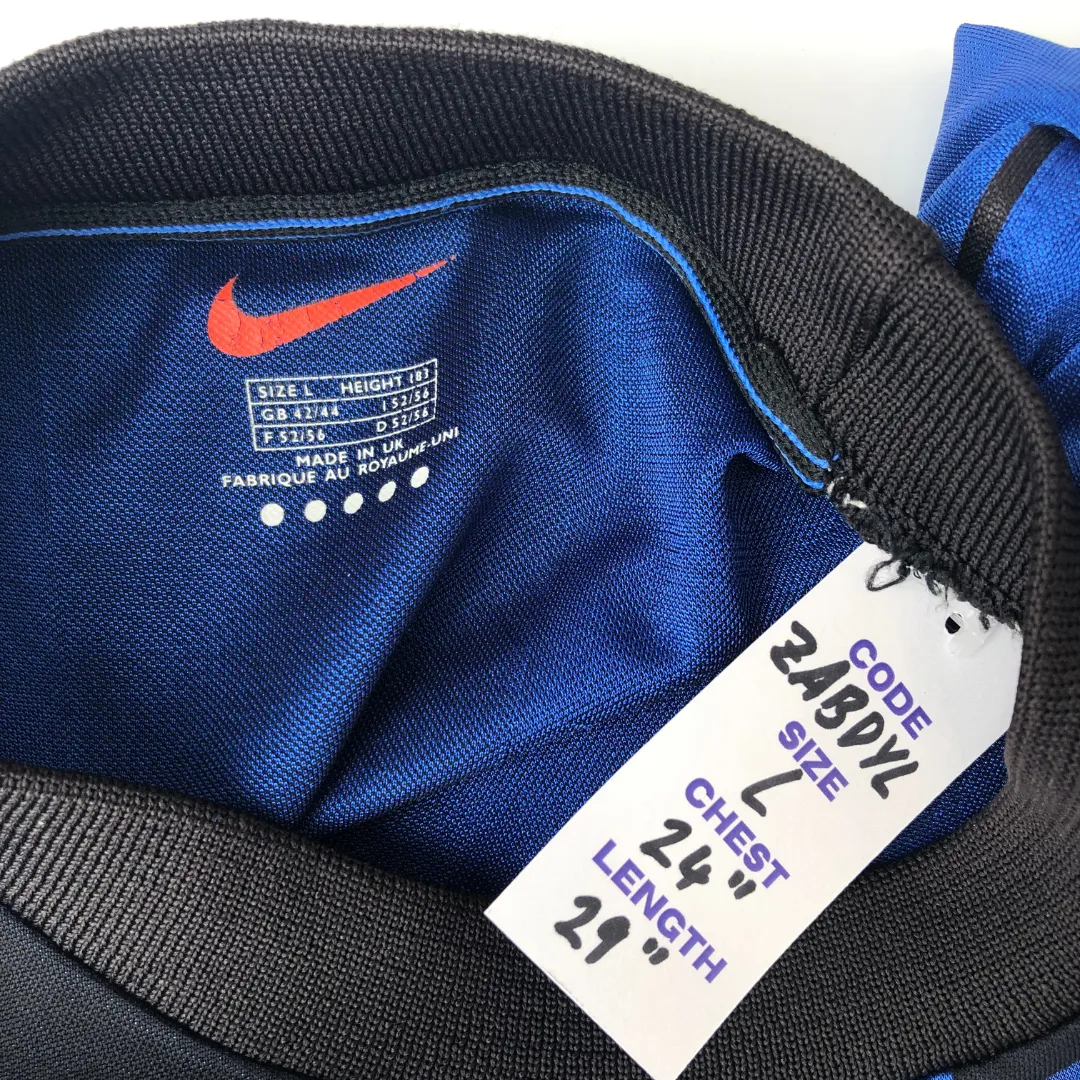 SIZE L HEIGHT 183
GB 42/44 I 52/56
F 52/56 D 52/56
MADE IN UK
FABRIQUE AU ROYAUME-UNI
CODE
ZABDYL
SIZE
L
CHEST
24"
LENGTH
29"